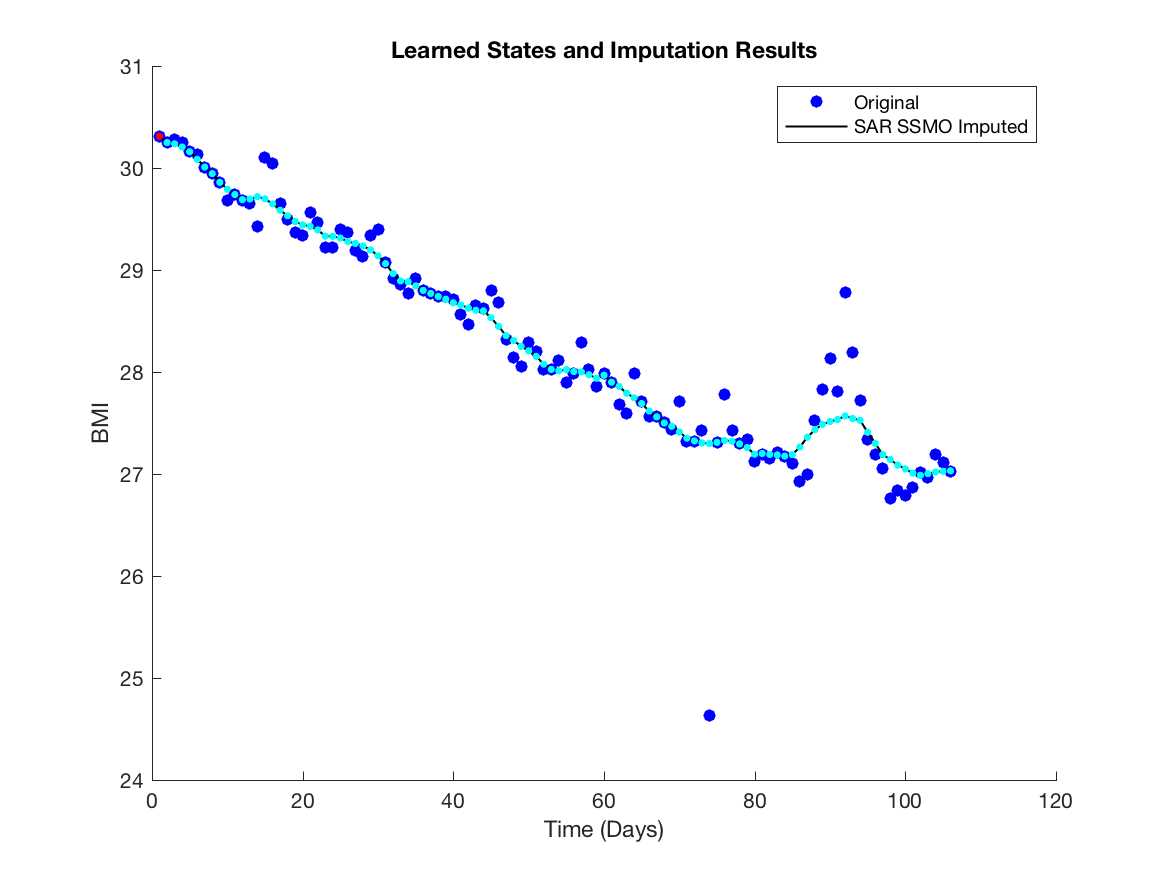 Learned States and Imputation Results
Original
SAR SSMO Imputed
31
30
29
28
27
26
25
24
BMI
0 20 40 60 80 100 120
Time (Days)